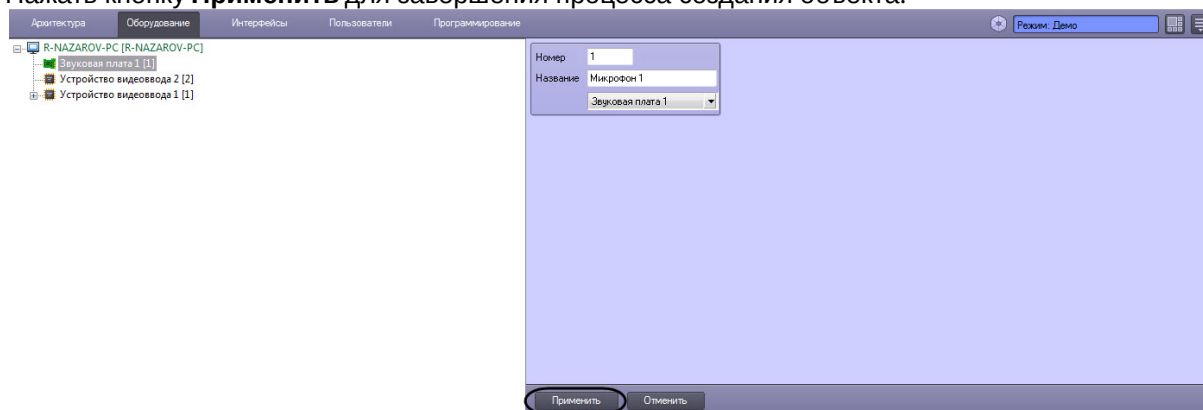 Нажать кнопку Применить для завершения процесса создания объекта.
Архитектура Оборудование Интерфейсы Пользователи Программирование Режим: Демо
R-NAZAROV-PC [R-NAZAROV-PC]
Звуковая плата 1 [1]
Устройство видеоввода 2 [2]
Устройство видеоввода 1 [1]
Номер 1
Название Микрофон 1
Звуковая плата 1
Применить Отменить